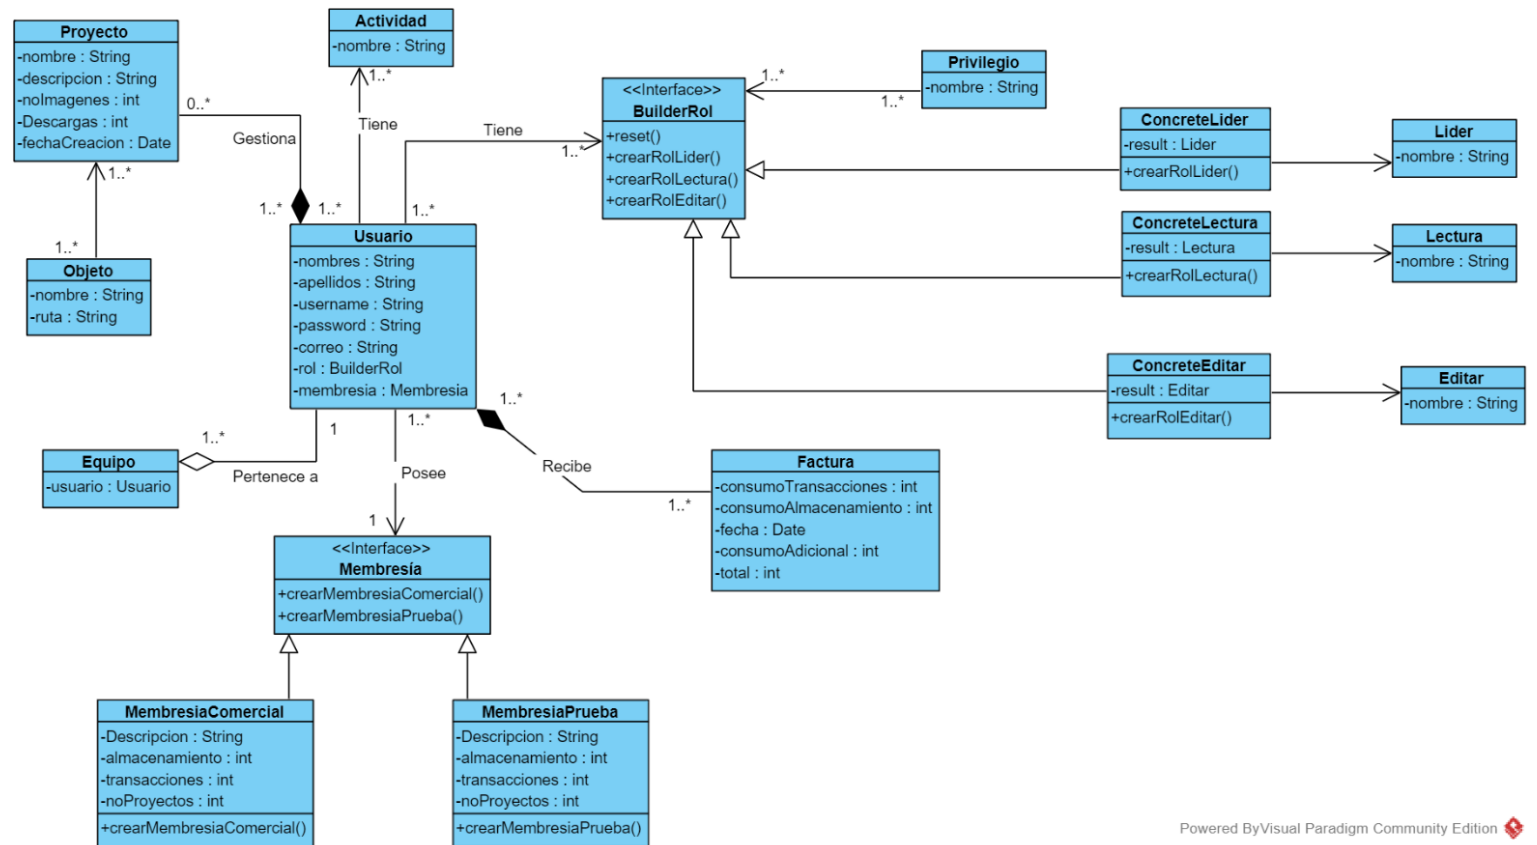 Proyecto
-nombre : String
-descripcion : String
-noImagenes : int
-Descargas : int
-fechaCreacion : Date
Actividad
-nombre : String
1..*
Tiene
0..*
Gestiona
1..*
1..*
1..*
1..*
Objeto
-nombre : String
-ruta : String
Usuario
-nombres : String
-apellidos : String
-username : String
-password : String
-correo : String
-rol : BuilderRol
-membresia : Membresia
Tiene
1..*
1..*
<<Interface>>
BuilderRol
+reset()
+crearRolLider()
+crearRolLectura()
+crearRolEditar()
1..*
1..*
Privilegio
-nombre : String
ConcreteLider
-result : Lider
+crearRolLider()
Lider
-nombre : String
ConcreteLectura
-result : Lectura
+crearRolLectura()
Lectura
-nombre : String
ConcreteEditar
-result : Editar
+crearRolEditar()
Editar
-nombre : String
1..*
1
Pertenece a
Equipo
-usuario : Usuario
1..*
Posee
1
1..*
Recibe
1..*
Factura
-consumoTransacciones : int
-consumoAlmacenamiento : int
-fecha : Date
-consumoAdicional : int
-total : int
<<Interface>>
Membresía
+crearMembresiaComercial()
+crearMembresiaPrueba()
MembresiaComercial
-Descripcion : String
-almacenamiento : int
-transacciones : int
-noProyectos : int
+crearMembresiaComercial()
MembresiaPrueba
-Descripcion : String
-almacenamiento : int
-transacciones : int
-noProyectos : int
+crearMembresiaPrueba()
Powered ByVisual Paradigm Community Edition